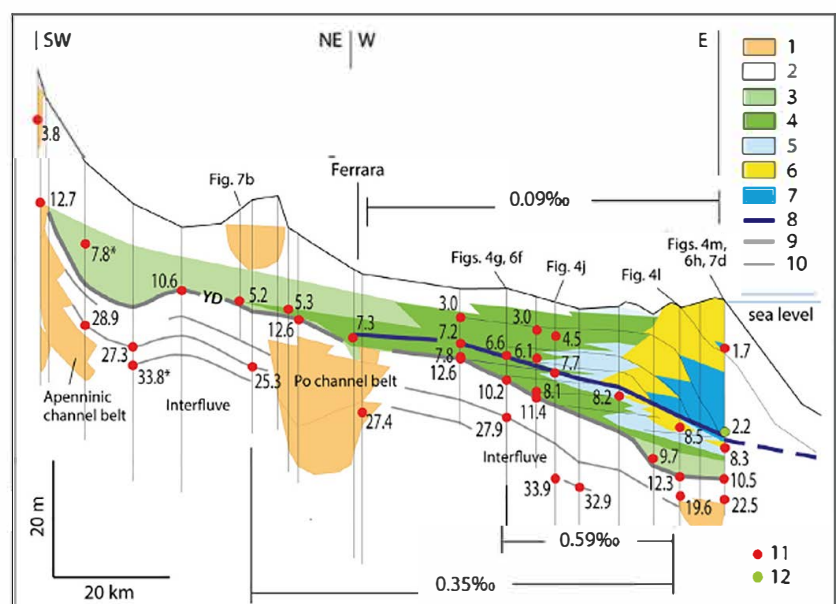 SW
NE
W
E
1
2
3
4
5
6
7
8
9
10
3.8
Fig. 7b
Ferrara
0.09‰
12.7
7.8*
Figs. 4g, 6f
Fig. 4j
Fig. 4l
Figs. 4m,
6h, 7d
sea level
10.6
YD
5.2
5.3
12.6
7.3
3.0
7.2
7.8
12.6
3.0
4.5
6.6
6.1
7.7
8.1
8.2
1.7
2.2
28.9
27.3
33.8*
25.3
Po channel belt
27.4
10.2
11.4
27.9
8.5
8.3
9.7
12.3
10.5
19.6
22.5
Apenninic
channel belt
Interfluve
Interfluve
33.9
32.9
20 m
20 km
0.59‰
0.35‰
11
12